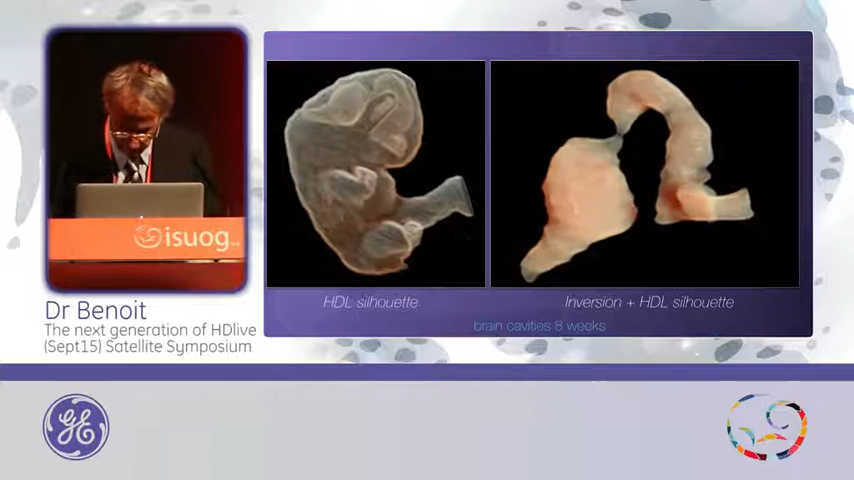 isuog
Dr Benoit
The next generation of HDlive
(Sept15) Satellite Symposium
HDL silhouette
Inversion + HDL silhouette
brain cavities 8 weeks
GE